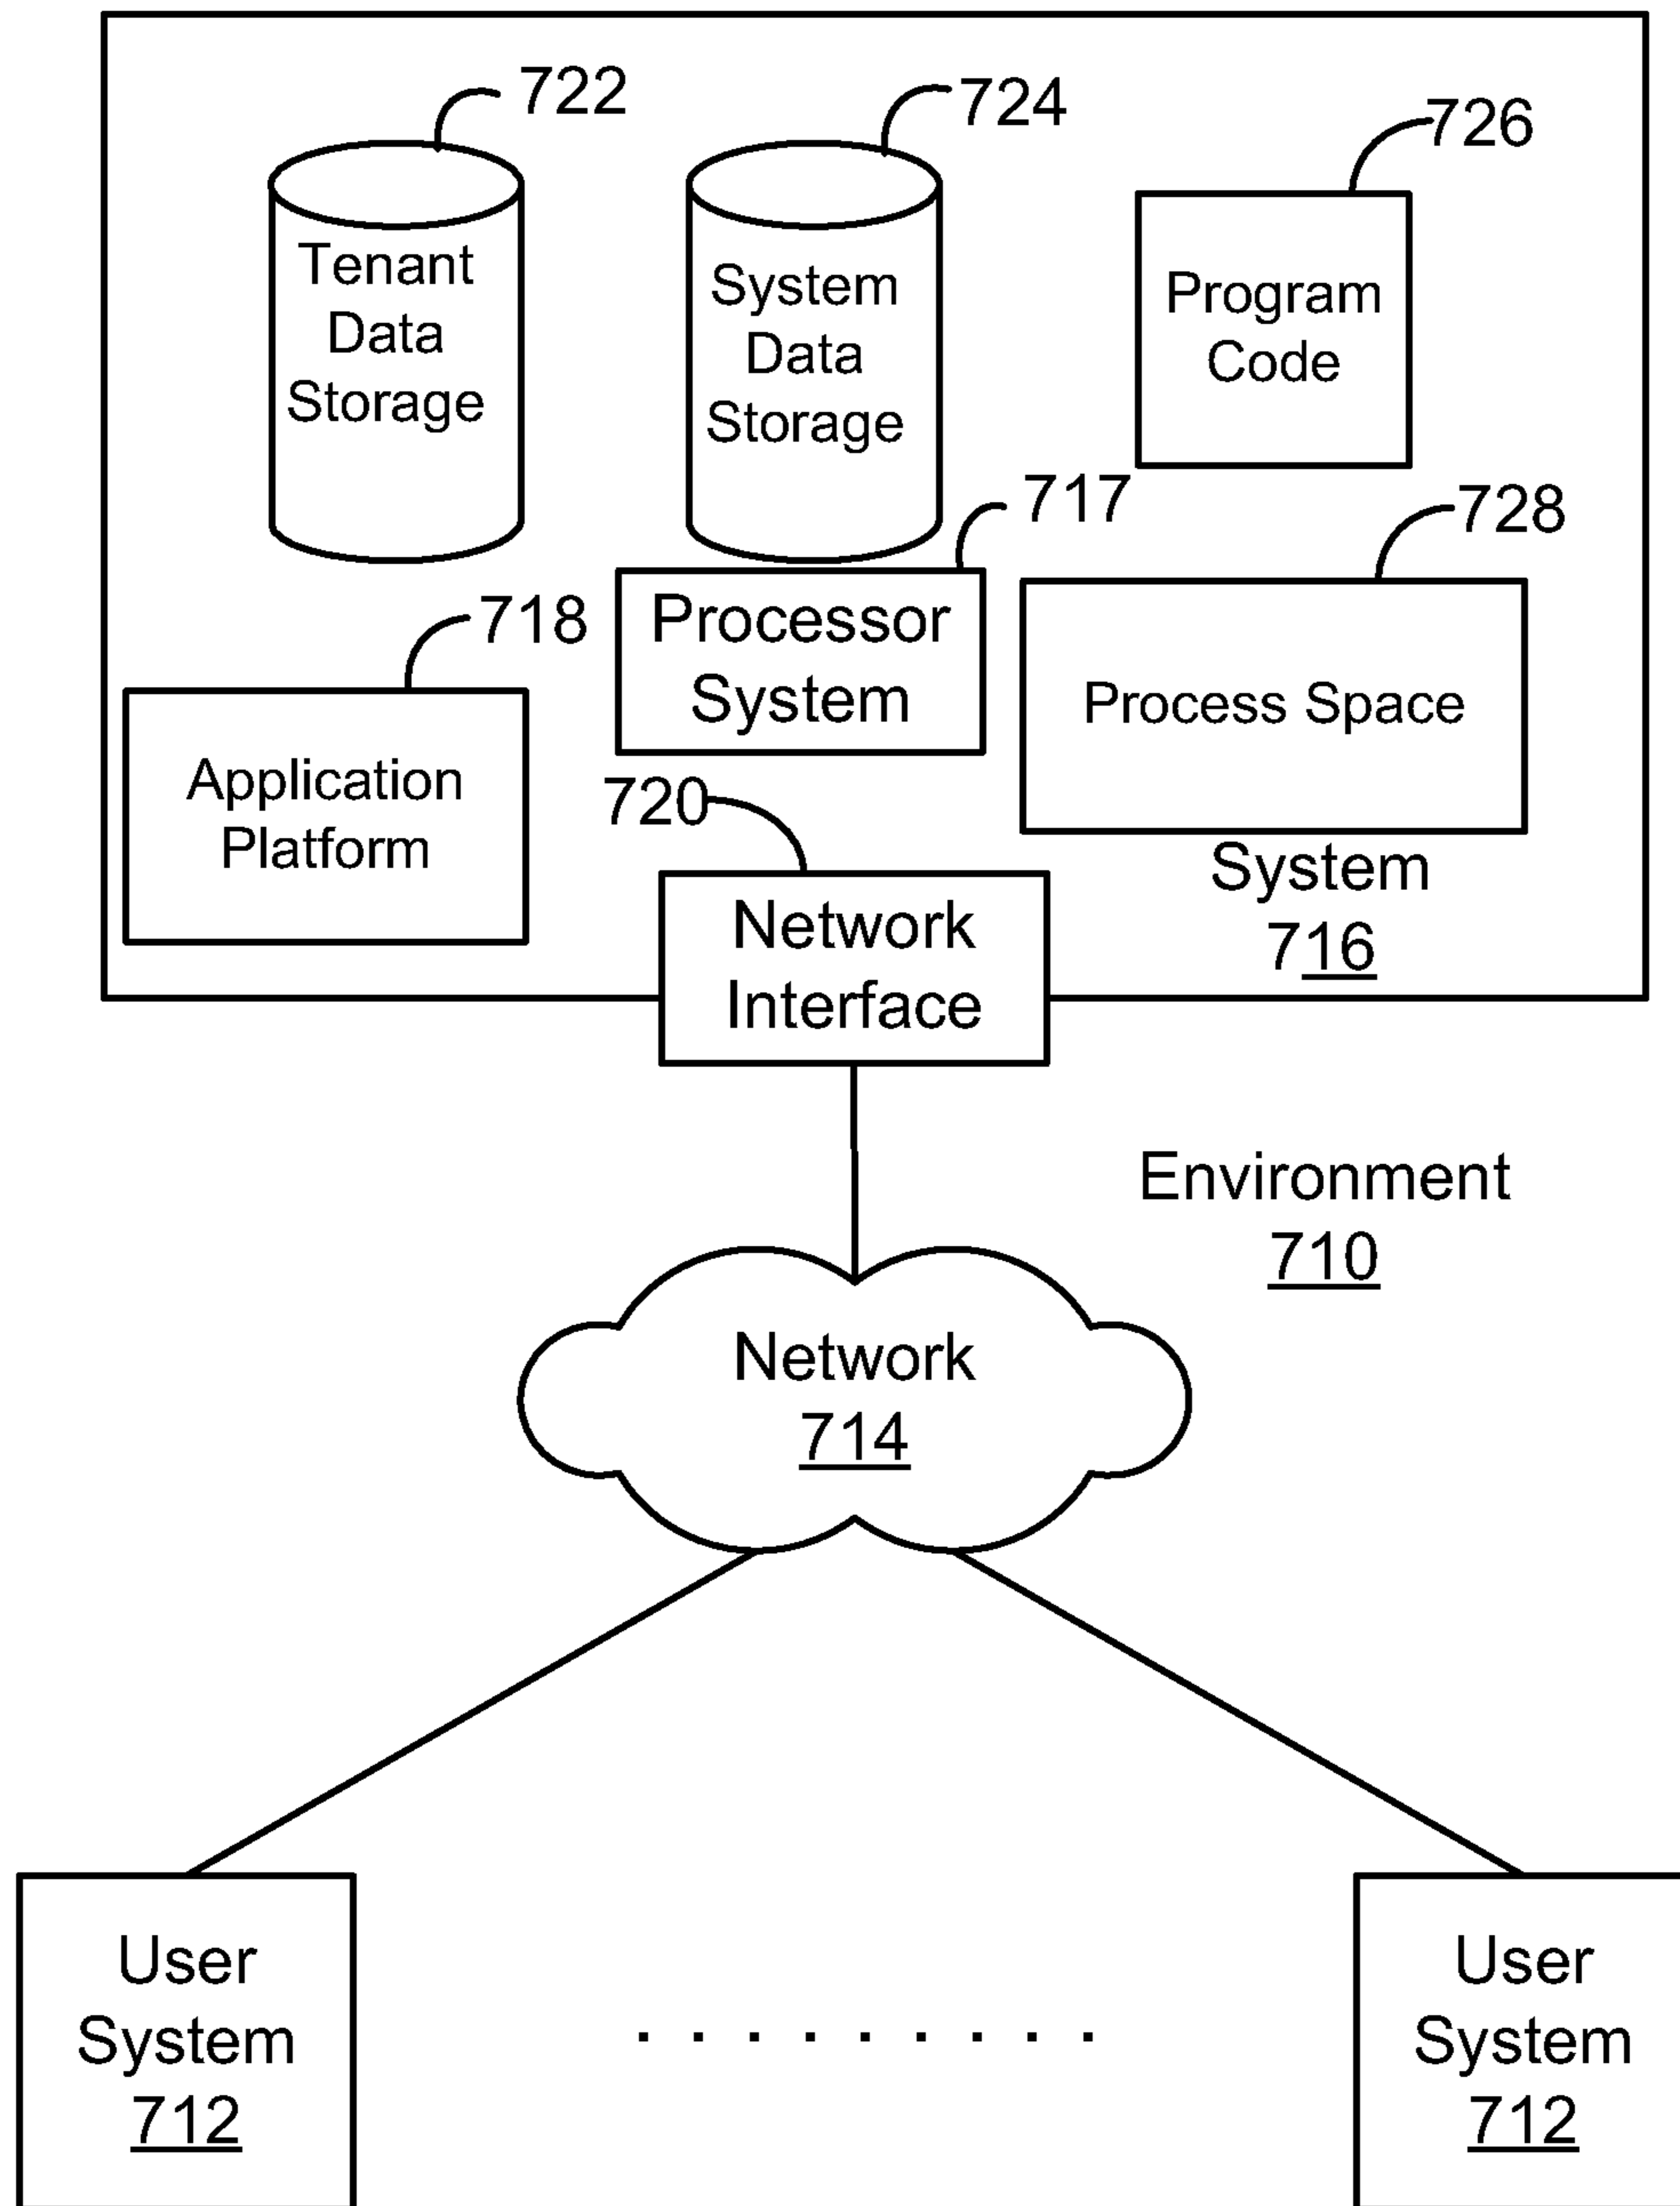 722
724
726
Tenant
Data
Storage
System
Data
Storage
Program
Code
717
728
718
Processor
System
Process Space
Application
Platform
720
System
716
Network
Interface
Environment
710
Network
714
User
System
712
. . . . . . . . .
User
System
712